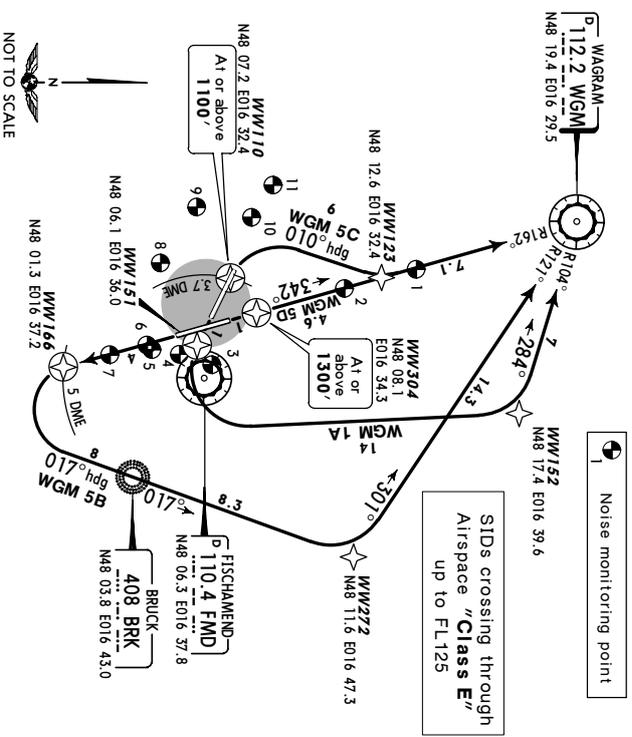 WAGRAM
D
112.2 WGM
N48 19.4 E016 29.5
R162°
R104°
R121°
7
284°
WW152
N48 17.4 E016 39.6
1
Noise monitoring point
SIDs crossing through
Airspace "Class E"
up to FL125
WW123
N48 12.6 E016 32.4
1
7.1
2
342°
WGM 5D
4.6
6
WGM 5C
010° hdg
11
10
9
8
WW110
N48 07.2 E016 32.4
At or above
1100'
3.7 DME
WW304
N48 08.1
E016 34.3
At or
above
1300'
14.3
301°
14
WGM 1A
WW272
N48 11.6 E016 47.3
WW151
N48 06.1 E016 36.0
1
1
3
4
5
6
4
7
WW166
N48 01.3 E016 37.2
5 DME
8
017° hdg
WGM 5B
017°
8.3
FISCHAMEND
D
110.4 FMD
N48 06.3 E016 37.8
BRUCK
408 BRK
N48 03.8 E016 43.0
N
NOT TO SCALE